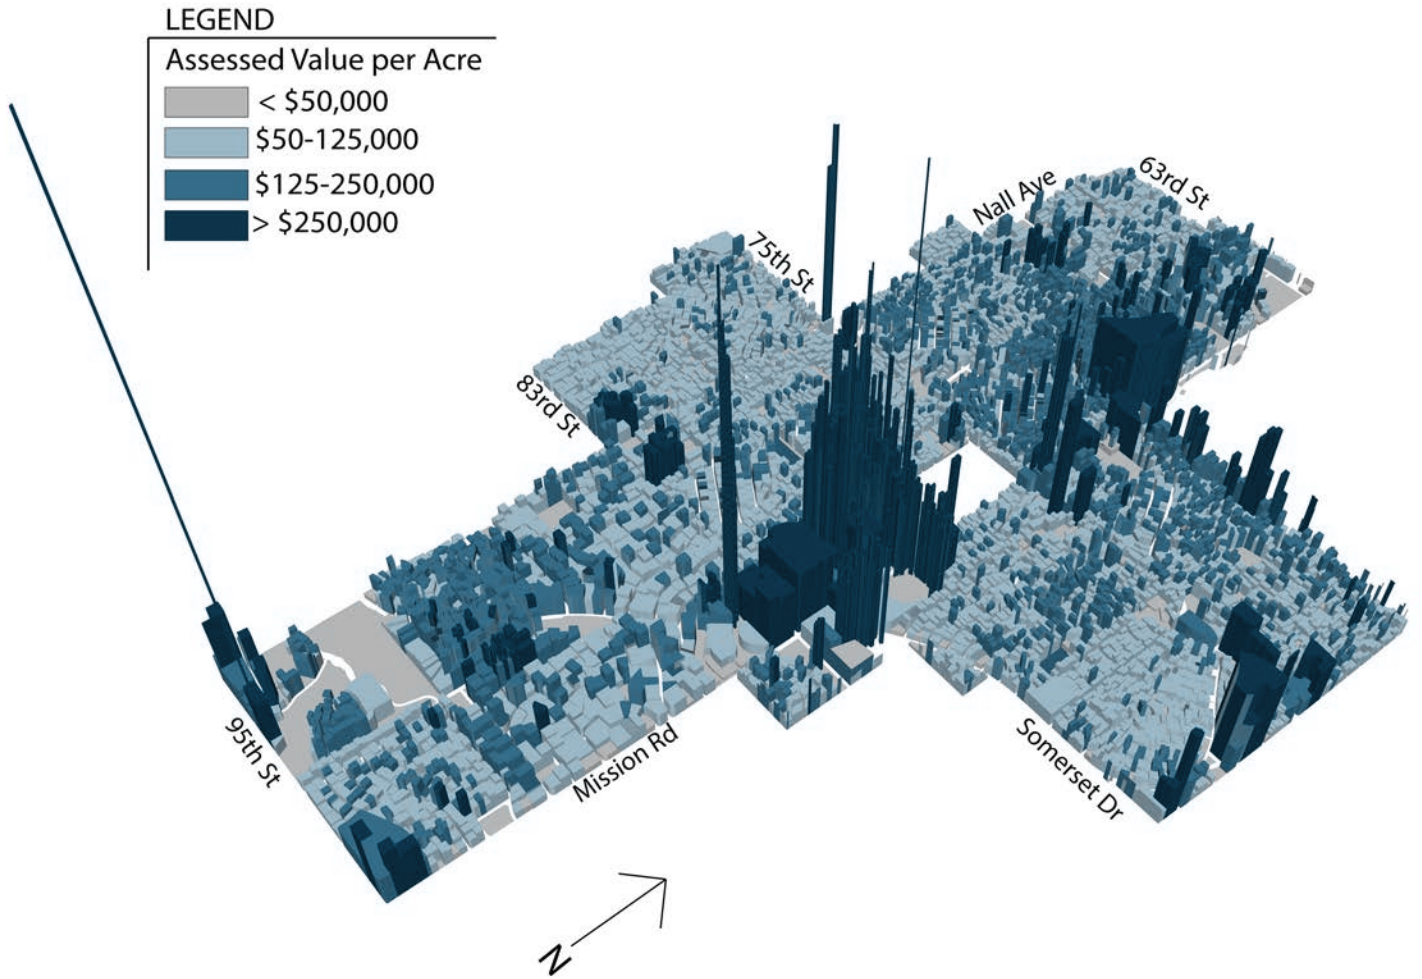 LEGEND
Assessed Value per Acre
< $50,000
$50-125,000
$125-250,000
> $250,000
63rd St
Nall Ave
75th St
83rd St
95th St
Mission Rd
Somerset Dr
N